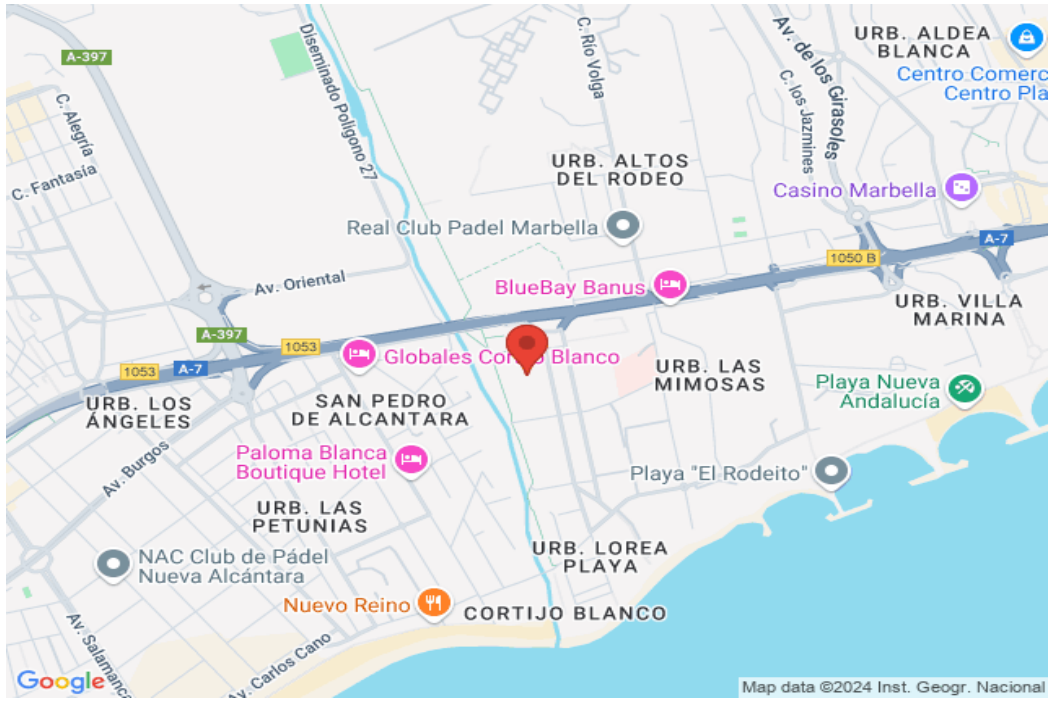 A-397
Diseminado Polígono 27
C. Río Volga
Av. de los Girasoles
URB. ALDEA
BLANCA
Centro Comerc
Centro Pla
C. Alegría
C. los Jazmines
C. Fantasía
URB. ALTOS
DEL RODEO
Casino Marbella
Real Club Padel Marbella
A-7
1050 B
Av. Oriental
BlueBay Banus
URB. VILLA
MARINA
A-397
1053
Globales Cortijo Blanco
1053
A-7
URB. LAS
MIMOSAS
Playa Nueva
Andalucía
URB. LOS
ÁNGELES
SAN PEDRO
DE ALCANTARA
Av. Burgos
Paloma Blanca
Boutique Hotel
Playa "El Rodeito"
URB. LAS
PETUNIAS
NAC Club de Pádel
Nueva Alcántara
URB. LOREA
PLAYA
Nuevo Reino
CORTIJO BLANCO
Av. Salamanca
Av. Carlos Cano
Google
Map data ©2024 Inst. Geogr. Nacional